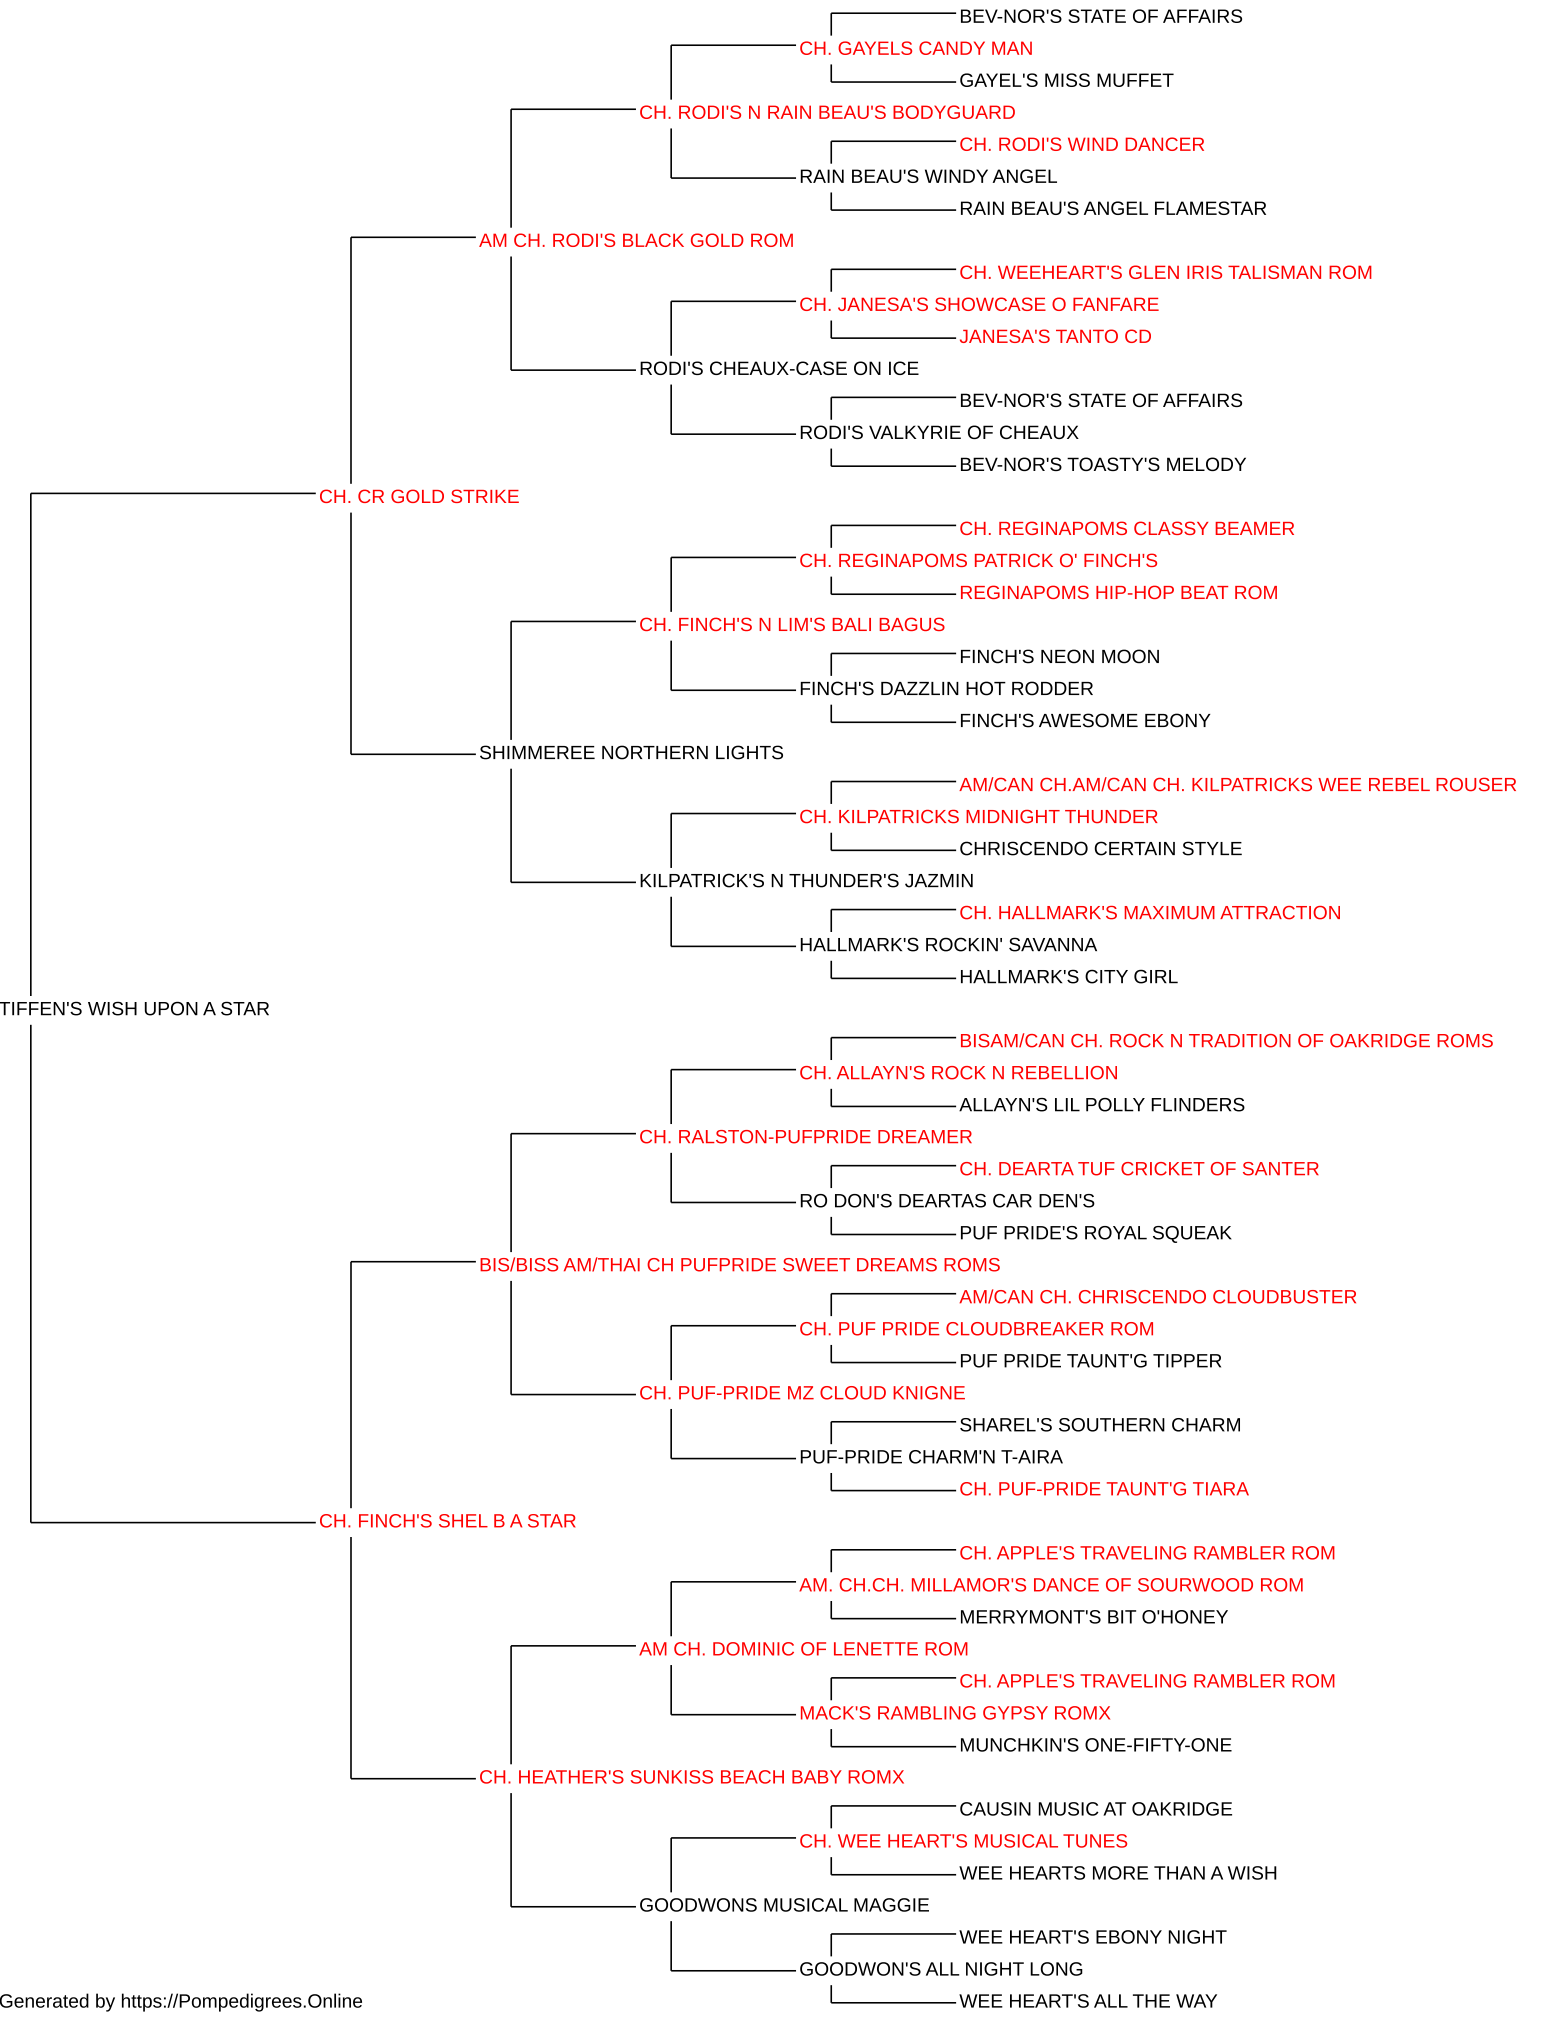 BEV-NOR'S STATE OF AFFAIRS
CH. GAYELS CANDY MAN
GAYEL'S MISS MUFFET
CH. RODI'S N RAIN BEAU'S BODYGUARD
CH. RODI'S WIND DANCER
RAIN BEAU'S WINDY ANGEL
RAIN BEAU'S ANGEL FLAMESTAR
AM CH. RODI'S BLACK GOLD ROM
CH. WEEHEART'S GLEN IRIS TALISMAN ROM
CH. JANESA'S SHOWCASE O FANFARE
JANESA'S TANTO CD
RODI'S CHEAUX-CASE ON ICE
BEV-NOR'S STATE OF AFFAIRS
RODI'S VALKYRIE OF CHEAUX
BEV-NOR'S TOASTY'S MELODY
CH. CR GOLD STRIKE
CH. REGINAPOMS CLASSY BEAMER
CH. REGINAPOMS PATRICK O' FINCH'S
REGINAPOMS HIP-HOP BEAT ROM
CH. FINCH'S N LIM'S BALI BAGUS
FINCH'S NEON MOON
FINCH'S DAZZLIN HOT RODDER
FINCH'S AWESOME EBONY
SHIMMEREE NORTHERN LIGHTS
AM/CAN CH.AM/CAN CH. KILPATRICKS WEE REBEL ROUSER
CH. KILPATRICKS MIDNIGHT THUNDER
CHRISCENDO CERTAIN STYLE
KILPATRICK'S N THUNDER'S JAZMIN
CH. HALLMARK'S MAXIMUM ATTRACTION
HALLMARK'S ROCKIN' SAVANNA
HALLMARK'S CITY GIRL
TIFFEN'S WISH UPON A STAR
BISAM/CAN CH. ROCK N TRADITION OF OAKRIDGE ROMS
CH. ALLAYN'S ROCK N REBELLION
ALLAYN'S LIL POLLY FLINDERS
CH. RALSTON-PUFPRIDE DREAMER
CH. DEARTA TUF CRICKET OF SANTER
RO DON'S DEARTAS CAR DEN'S
PUF PRIDE'S ROYAL SQUEAK
BIS/BISS AM/THAI CH PUFPRIDE SWEET DREAMS ROMS
AM/CAN CH. CHRISCENDO CLOUDBUSTER
CH. PUF PRIDE CLOUDBREAKER ROM
PUF PRIDE TAUNT'G TIPPER
CH. PUF-PRIDE MZ CLOUD KNIGNE
SHAREL'S SOUTHERN CHARM
PUF-PRIDE CHARM'N T-AIRA
CH. PUF-PRIDE TAUNT'G TIARA
CH. FINCH'S SHEL B A STAR
CH. APPLE'S TRAVELING RAMBLER ROM
AM. CH.CH. MILLAMOR'S DANCE OF SOURWOOD ROM
MERRYMONT'S BIT O'HONEY
AM CH. DOMINIC OF LENETTE ROM
CH. APPLE'S TRAVELING RAMBLER ROM
MACK'S RAMBLING GYPSY ROMX
MUNCHKIN'S ONE-FIFTY-ONE
CH. HEATHER'S SUNKISS BEACH BABY ROMX
CAUSIN MUSIC AT OAKRIDGE
CH. WEE HEART'S MUSICAL TUNES
WEE HEARTS MORE THAN A WISH
GOODWONS MUSICAL MAGGIE
WEE HEART'S EBONY NIGHT
GOODWON'S ALL NIGHT LONG
WEE HEART'S ALL THE WAY
Generated by https://Pompedigrees.Online